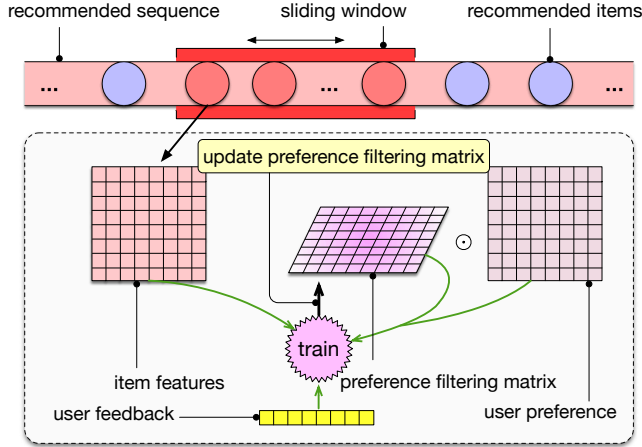 recommended sequence
sliding window
recommended items
...
...
...
update preference filtering matrix
train
item features
preference filtering matrix
user feedback
user preference